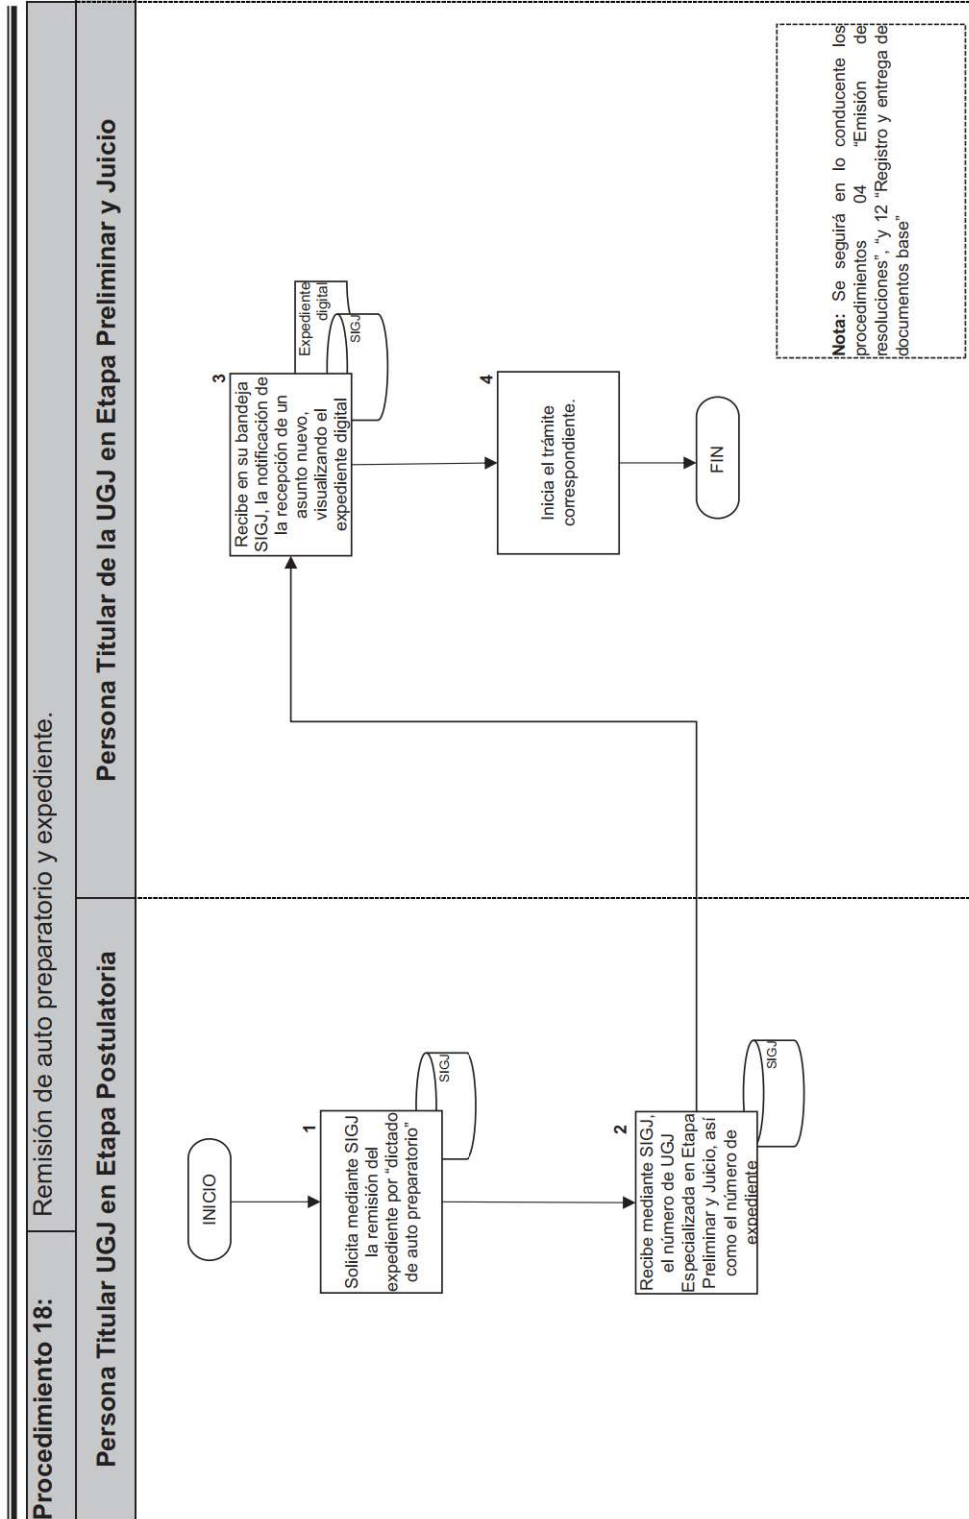 Procedimiento 18:
Remisión de auto preparatorio y expediente.
Persona Titular UGJ en Etapa Postulatoria
Persona Titular de la UGJ en Etapa Preliminar y Juicio
INICIO
1
Solicita mediante SIGJ
la remisión del
expediente por “dictado
de auto preparatorio”
SIGJ
2
Recibe mediante SIGJ,
el número de UGJ
Especializada en Etapa
Preliminar y Juicio, así
como el número de
expediente
SIGJ
3
Recibe en su bandeja
SIGJ, la notificación de
la recepción de un
asunto nuevo,
visualizando el
expediente digital
Expediente
digital
SIGJ
4
Inicia el trámite
correspondiente.
FIN
Nota: Se seguirá en lo conducente los
procedimientos 04 “Emisión de
resoluciones”, “y 12 “Registro y entrega de
documentos base”